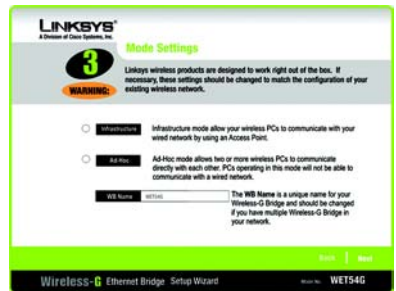 LINKSYS®
A Division of Cisco Systems, Inc.
3
Mode Settings
WARNING:
Linksys wireless products are designed to work right out of the box. If
necessary, these settings should be changed to match the configuration of your
existing wireless network.
Infrastructure
Infrastructure mode allow your wireless PCs to communicate with your
wired network by using an Access Point.
Ad-Hoc
Ad-Hoc mode allows two or more wireless PCs to communicate
directly with each other. PCs operating in this mode will not be able to
communicate with a wired network.
WB Name
WET54G
The WB Name is a unique name for your
Wireless-G Bridge and should be changed
if you have multiple Wireless-G Bridge in
your network.
Back
Next
Wireless-G Ethernet Bridge Setup Wizard
Model No.
WET54G